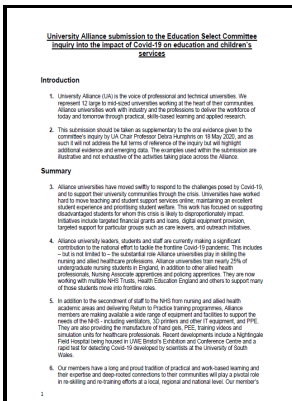 University Alliance submission to the Education Select Committee
inquiry into the impact of Covid-19 on education and children's
services
Introduction
1. University Alliance (UA) is the voice of professional and technical universities. We
represent 12 large to mid-sized universities working at the heart of their communities.
Alliance universities work with industry and the professions to deliver the workforce of
today and tomorrow through practical, skills-based learning and applied research.
2. This submission should be taken as supplementary to the oral evidence given to the
committee's inquiry by UA Chair Professor Debra Humphris on 18 May 2020, and as
such it will not address the full terms of reference of the inquiry but will highlight
additional evidence and emerging data. The examples used within the submission are
illustrative and not exhaustive of the activities taking place across the Alliance.
Summary
3. Alliance universities have moved swiftly to respond to the challenges posed by Covid-19,
and to support their university communities through the crisis. Universities have worked
hard to move teaching and student support services online; maintaining an excellent
student experience and prioritising student welfare. This work has focused on supporting
disadvantaged students for whom this crisis is likely to disproportionately impact.
Initiatives include targeted financial grants and loans, digital equipment provision,
targeted support for particular groups such as care leavers, and outreach initiatives.
4. Alliance university leaders, students and staff are currently making a significant
contribution to the national effort to tackle the frontline Covid-19 pandemic. This includes
– but is not limited to – the substantial role Alliance universities play in skilling the
nursing and allied healthcare professions. Alliance universities train nearly 25% of
undergraduate nursing students in England, in addition to other allied health
professionals, Nursing Associate apprentices and policing apprentices. They are now
working with multiple NHS Trusts, Health Education England and others to support many
of those students move into frontline roles.
5. In addition to the secondment of staff to the NHS from nursing and allied health
academic areas and delivering Return to Practice training programmes, Alliance
members are making available a wide range of equipment and facilities to support the
needs of the NHS - including ventilators, 3D printers and other IT equipment, and PPE.
They are also providing the manufacture of hand gels, PEE, training videos and
simulation units for healthcare professionals. Recent developments include a Nightingale
Field Hospital being housed in UWE Bristol's Exhibition and Conference Centre and a
rapid test for detecting Covid-19 developed by scientists at the University of South
Wales.
6. Our members have a long and proud tradition of practical and work-based learning and
their expertise and deep-rooted connections to their communities will play a pivotal role
in re-skilling and re-training efforts at a local, regional and national level. Our member's
1